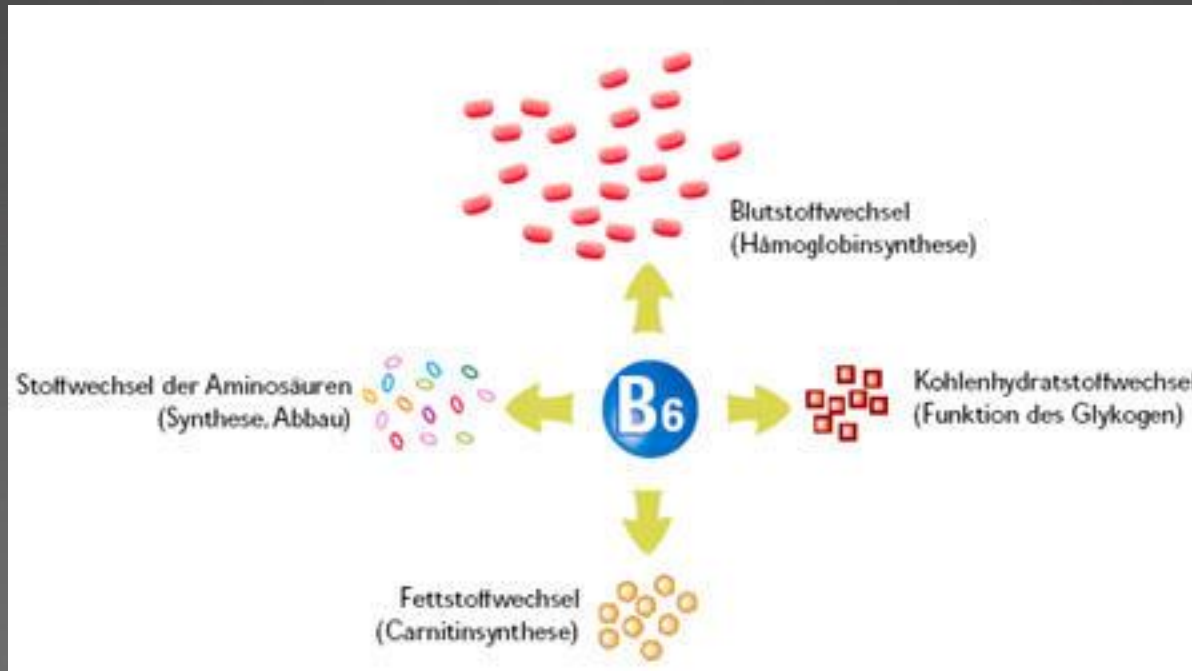 Blutstoffwechsel
(Hämoglobinsynthese)
Stoffwechsel der Aminosäuren
(Synthese, Abbau)
B6
Kohlenhydratstoffwechsel
(Funktion des Glykogen)
Fettstoffwechsel
(Carnitinsynthese)